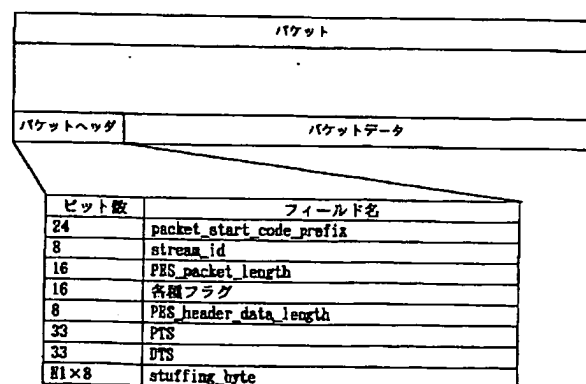 パケット
パケットヘッダ パケットデータ
ビット数 フィールド名
24 packet_start_code_prefix
8 stream_id
16 PES_packet_length
16 各種フラグ
8 PES_header_data_length
33 PTS
33 DTS
N1×8 stuffing_byte